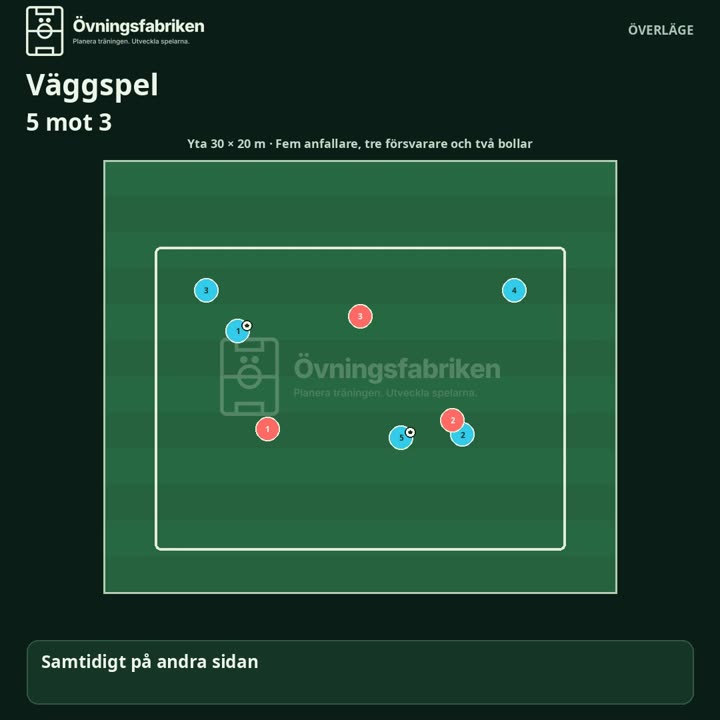 Övningsfabriken
Planera träningen. Utveckla spelarna.
ÖVERLÄGE
Väggspel
5 mot 3
Yta 30 × 20 m · Fem anfallare, tre försvarare och två bollar
3
4
3
1
Övningsfabriken
Planera träningen. Utveckla spelarna.
2
1
5
2
Samtidigt på andra sidan